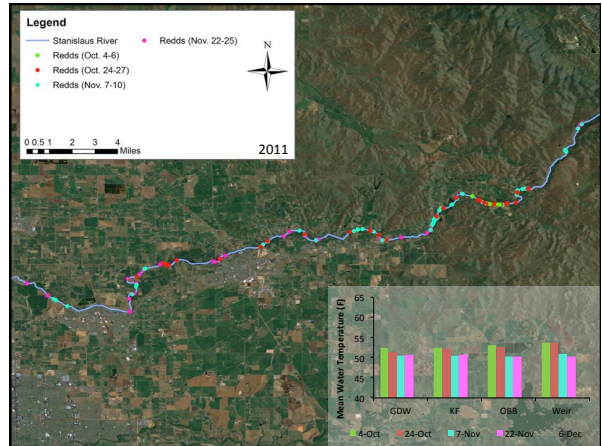 Legend
Stanislaus River
Redds (Nov. 22-25)
Redds (Oct. 4-6)
Redds (Oct. 24-27)
Redds (Nov. 7-10)
N
0 0.5 1 2 3 4
Miles
2011
Mean Water Temperature (F)
65
60
55
50
45
40
GDW KF OBB Weir
4-Oct 24-Oct 7-Nov 22-Nov 6-Dec